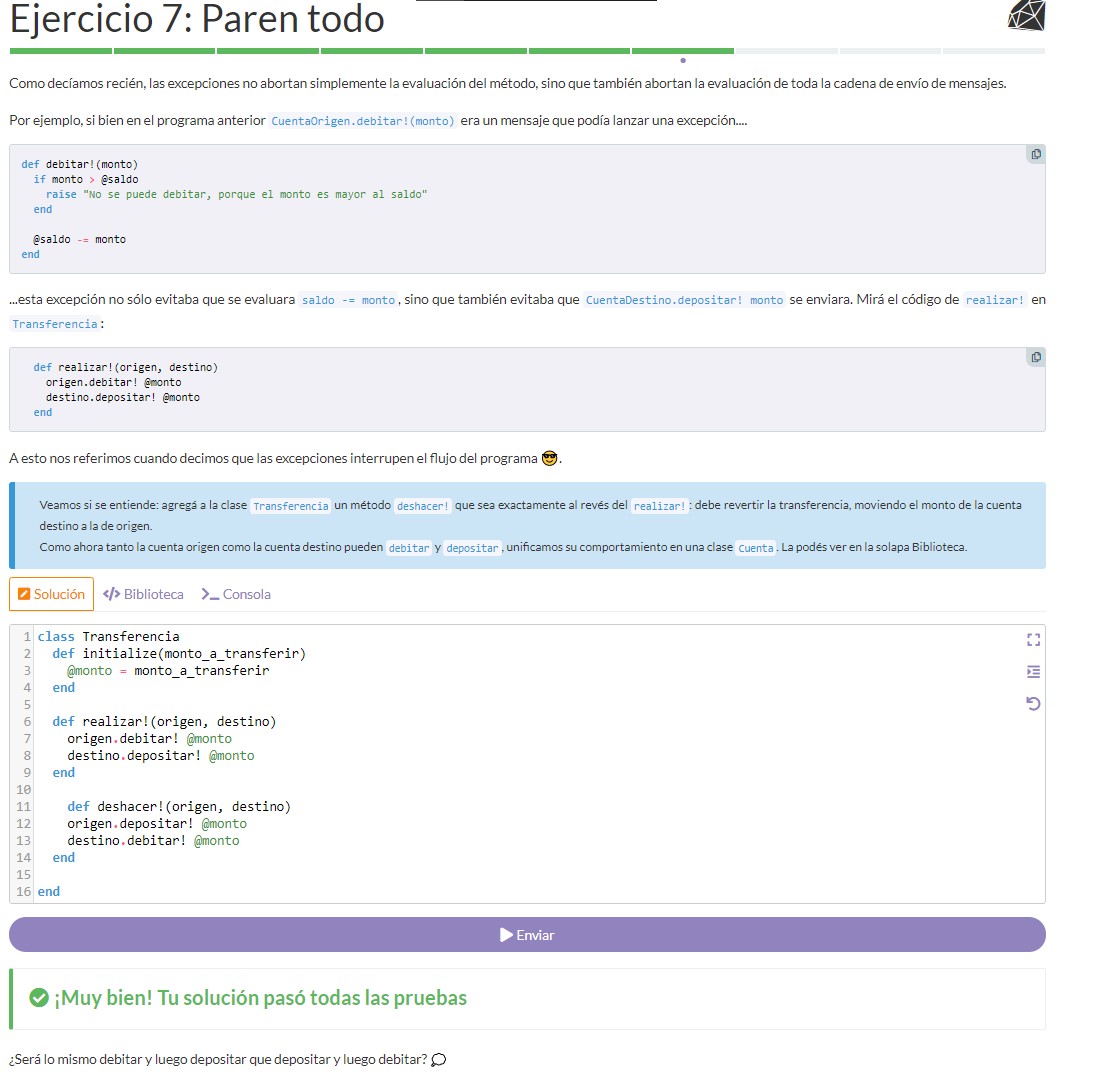 Ejercicio 7: Paren todo
Como decíamos recién, las excepciones no abortan simplemente la evaluación del método, sino que también abortan la evaluación de toda la cadena de envío de mensajes.
Por ejemplo, si bien en el programa anterior CuentaOrigen.debitar!(monto) era un mensaje que podía lanzar una excepción....
def debitar!(monto)
  if monto > @saldo
    raise "No se puede debitar, porque el monto es mayor al saldo"
  end
  @saldo -= monto
end
...esta excepción no sólo evitaba que se evaluara saldo -= monto, sino que también evitaba que CuentaDestino.depositar! monto se enviara. Mirá el código de realizar! en
Transferencia:
  def realizar!(origen, destino)
    origen.debitar! @monto
    destino.depositar! @monto
  end
A esto nos referimos cuando decimos que las excepciones interrupen el flujo del programa 😎.
Veamos si se entiende: agregá a la clase Transferencia un método deshacer! que sea exactamente al revés del realizar!: debe revertir la transferencia, moviendo el monto de la cuenta
destino a la de origen.
Como ahora tanto la cuenta origen como la cuenta destino pueden debitar y depositar, unificamos su comportamiento en una clase Cuenta. La podés ver en la solapa Biblioteca.
Solución </> Biblioteca >_ Consola
1 class Transferencia
2   def initialize(monto_a_transferir)
3     @monto = monto_a_transferir
4   end
5
6   def realizar!(origen, destino)
7     origen.debitar! @monto
8     destino.depositar! @monto
9   end
10
11     def deshacer!(origen, destino)
12     origen.depositar! @monto
13     destino.debitar! @monto
14   end
15
16 end
Enviar
¡Muy bien! Tu solución pasó todas las pruebas
¿Será lo mismo debitar y luego depositar que depositar y luego debitar?